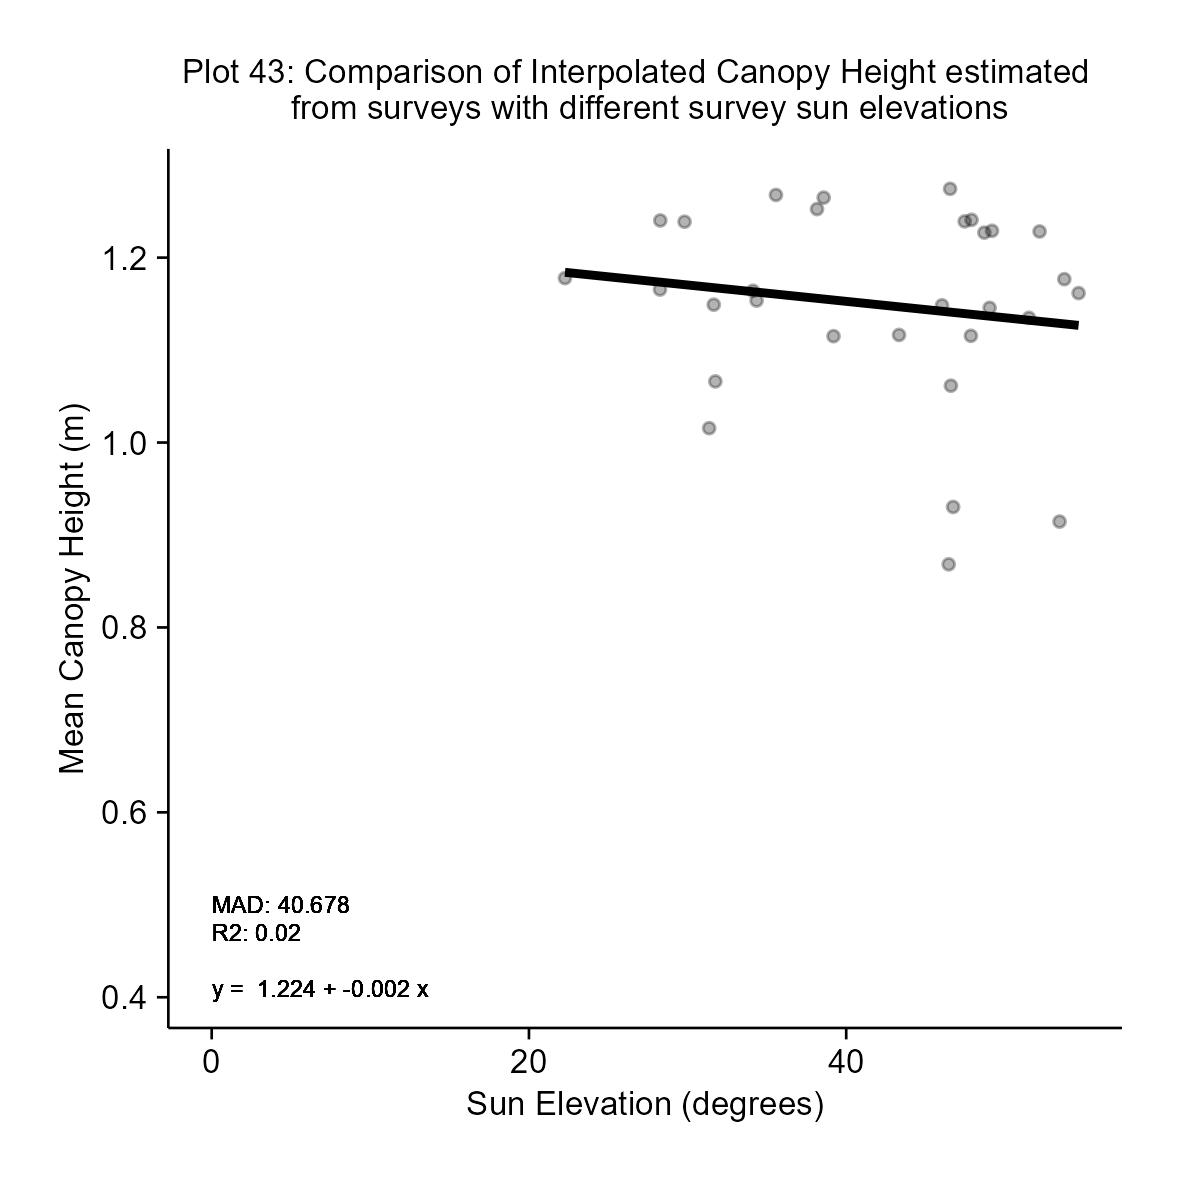 Plot 43: Comparison of Interpolated Canopy Height estimated
from surveys with different survey sun elevations
Mean Canopy Height (m)
1.2
1.0
0.8
0.6
0.4
MAD: 40.678
R2: 0.02
y =  1.224 + -0.002 x
0
20
40
Sun Elevation (degrees)